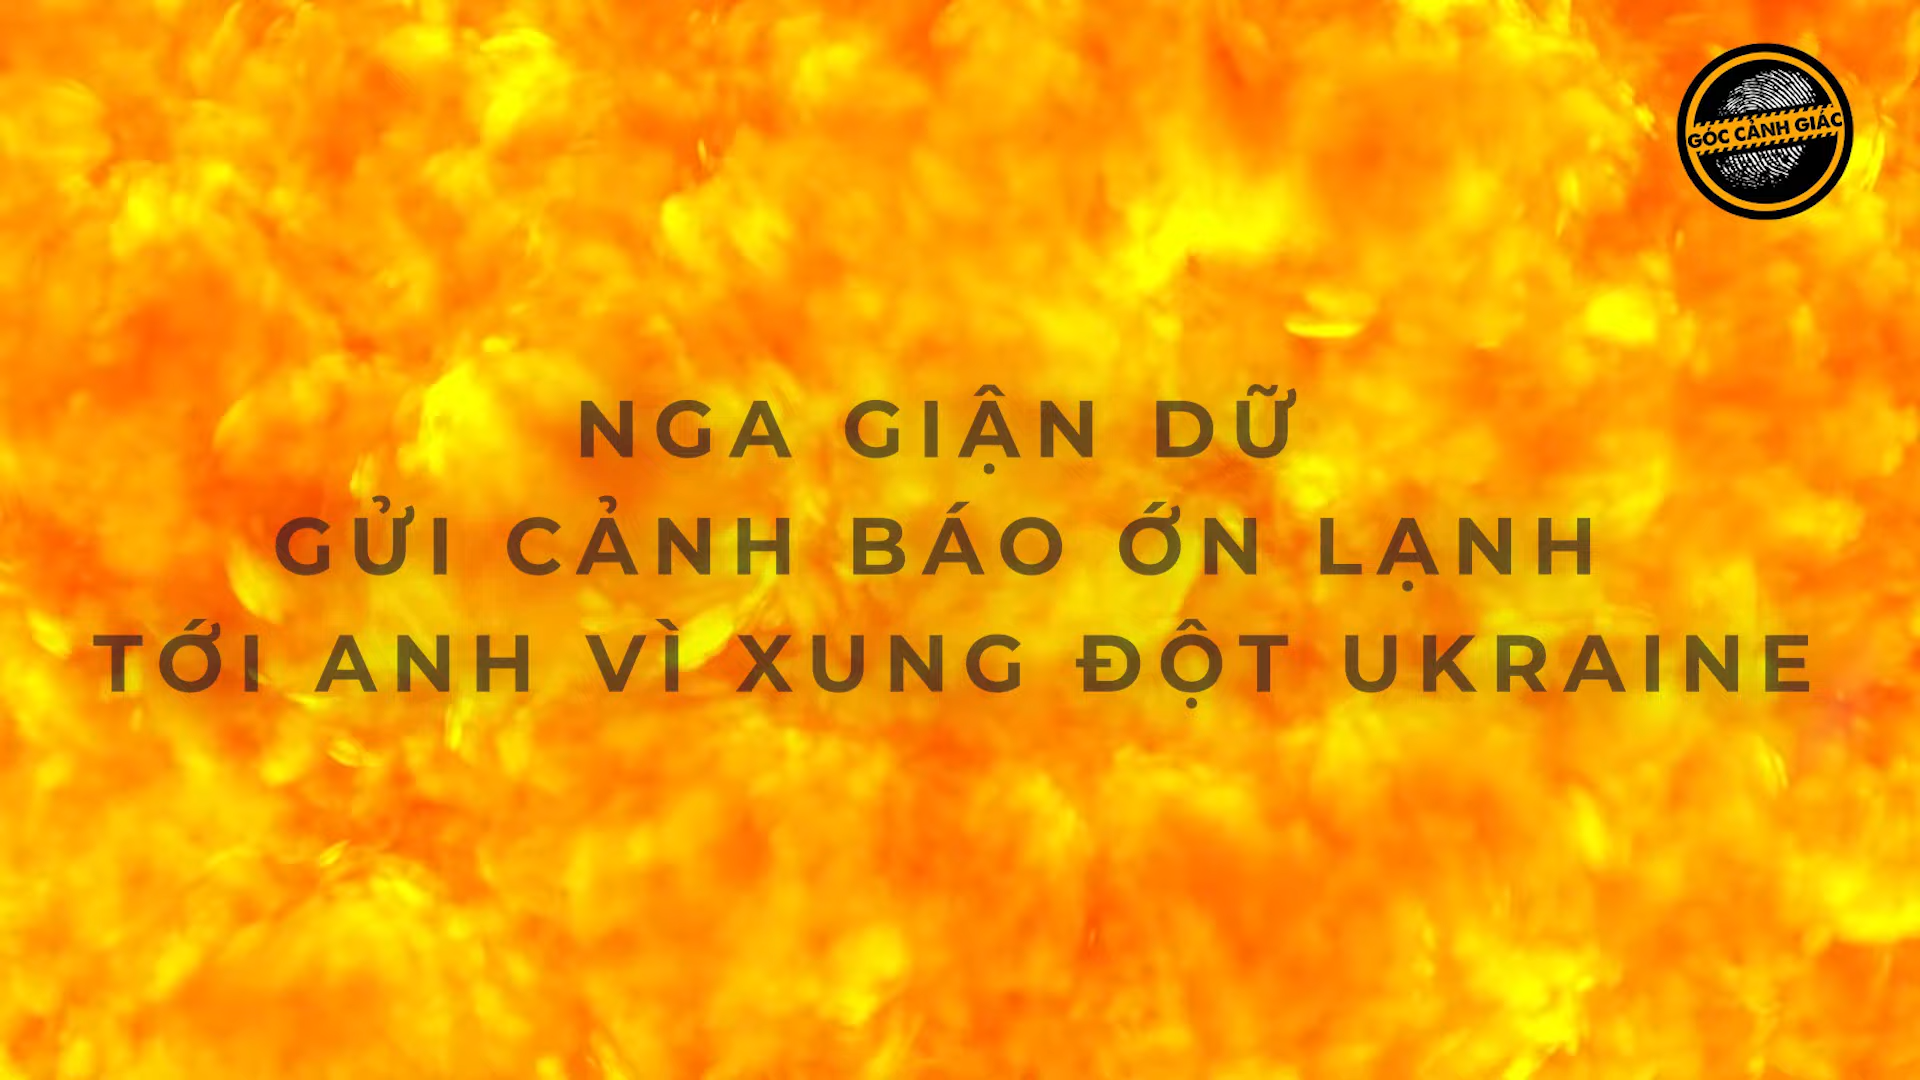 GÓC CẢNH GIÁC
NGA GIẬN DỮ
GỬI CẢNH BÁO ỚN LẠNH
TỚI ANH VÌ XUNG ĐỘT UKRAINE